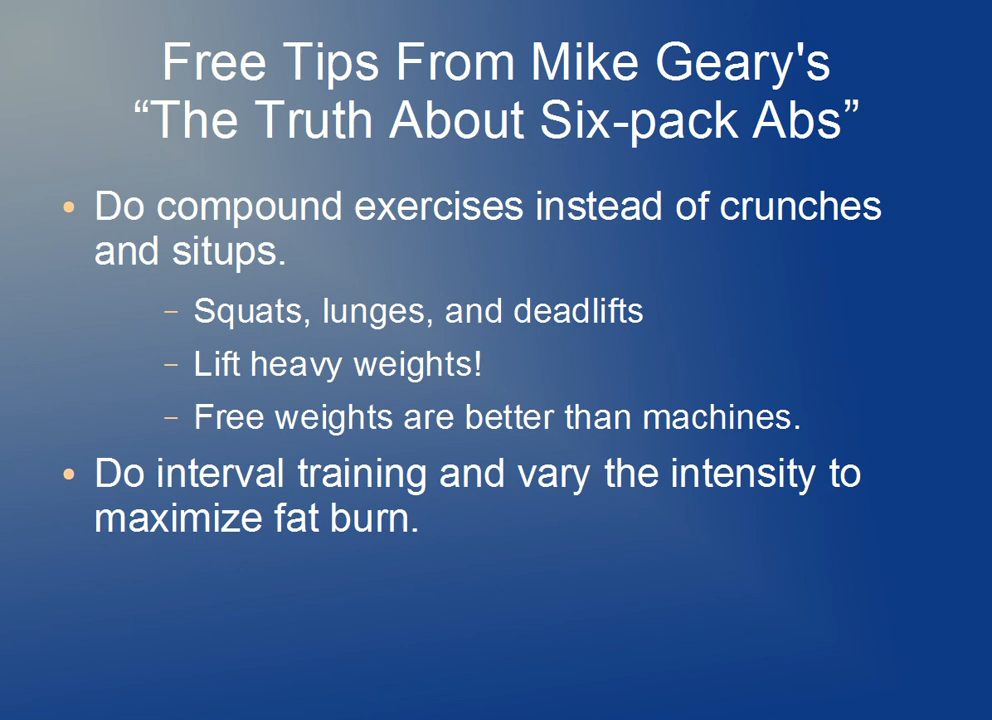 Free Tips From Mike Geary's
“The Truth About Six-pack Abs”
• Do compound exercises instead of crunches
and situps.
– Squats, lunges, and deadlifts
– Lift heavy weights!
– Free weights are better than machines.
• Do interval training and vary the intensity to
maximize fat burn.